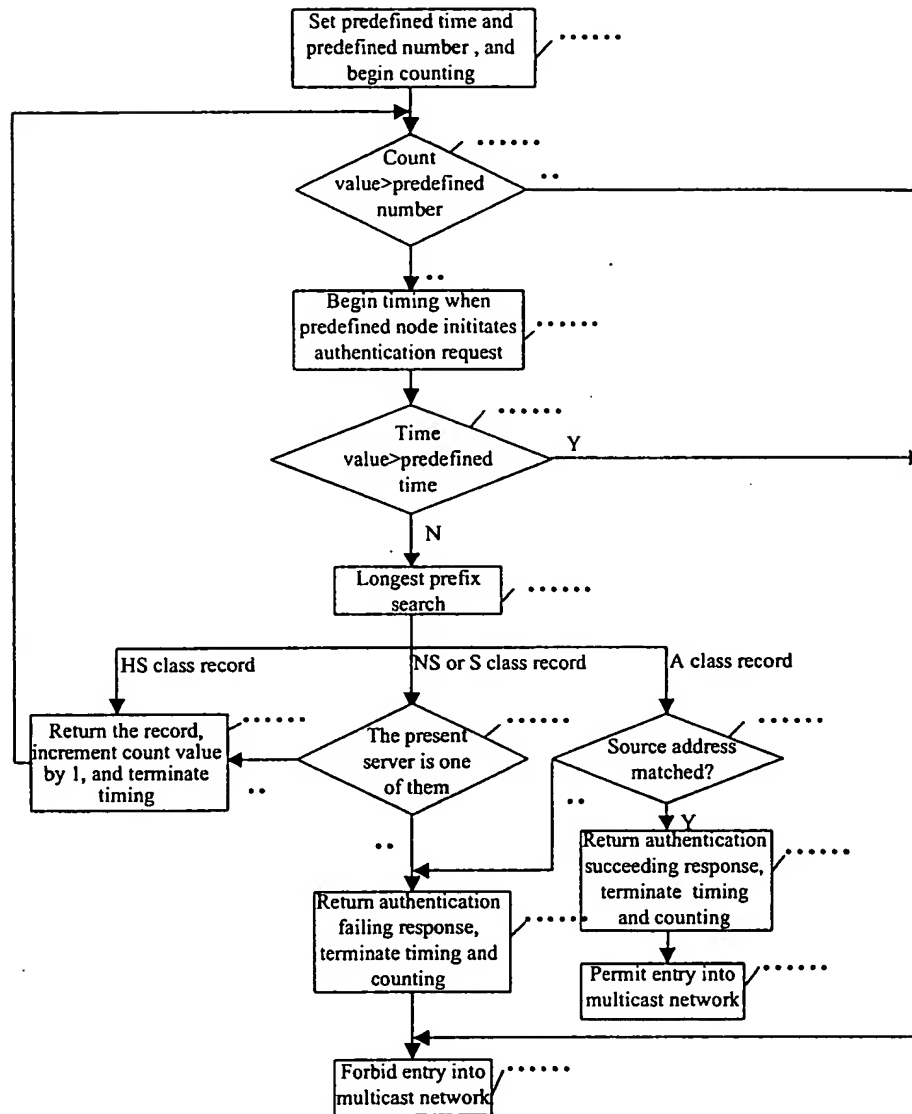 Set predefined time and
predefined number , and
begin counting
Count
value>predefined
number
Begin timing when
predefined node inititates
authentication request
Time
value>predefined
time
Y
N
Longest prefix
search
HS class record
NS or S class record
A class record
Return the record,
increment count value
by 1, and terminate
timing
The present
server is one
of them
Source address
matched?
Y
Return authentication
succeeding response,
terminate timing
and counting
Return authentication
failing response,
terminate timing and
counting
Permit entry into
multicast network
Forbid entry into
multicast network